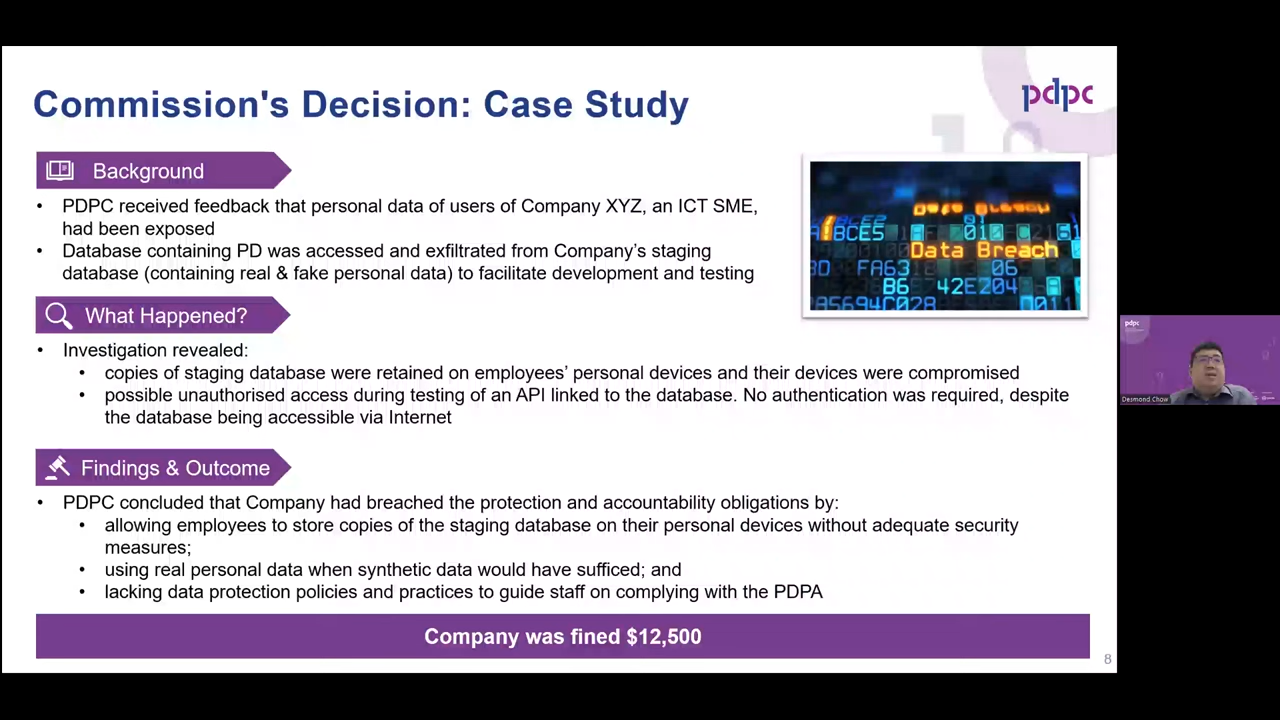 Commission's Decision: Case Study
pdpc
Background
• PDPC received feedback that personal data of users of Company XYZ, an ICT SME,
had been exposed
• Database containing PD was accessed and exfiltrated from Company's staging
database (containing real & fake personal data) to facilitate development and testing
Data Breach
BCE5
Data Breach
FA63
06
B6 42E204
What Happened?
• Investigation revealed:
• copies of staging database were retained on employees' personal devices and their devices were compromised
• possible unauthorised access during testing of an API linked to the database. No authentication was required, despite
the database being accessible via Internet
Findings & Outcome
• PDPC concluded that Company had breached the protection and accountability obligations by:
• allowing employees to store copies of the staging database on their personal devices without adequate security
measures;
• using real personal data when synthetic data would have sufficed; and
• lacking data protection policies and practices to guide staff on complying with the PDPA
Company was fined $12,500
8
pdpc
Desmond Chow